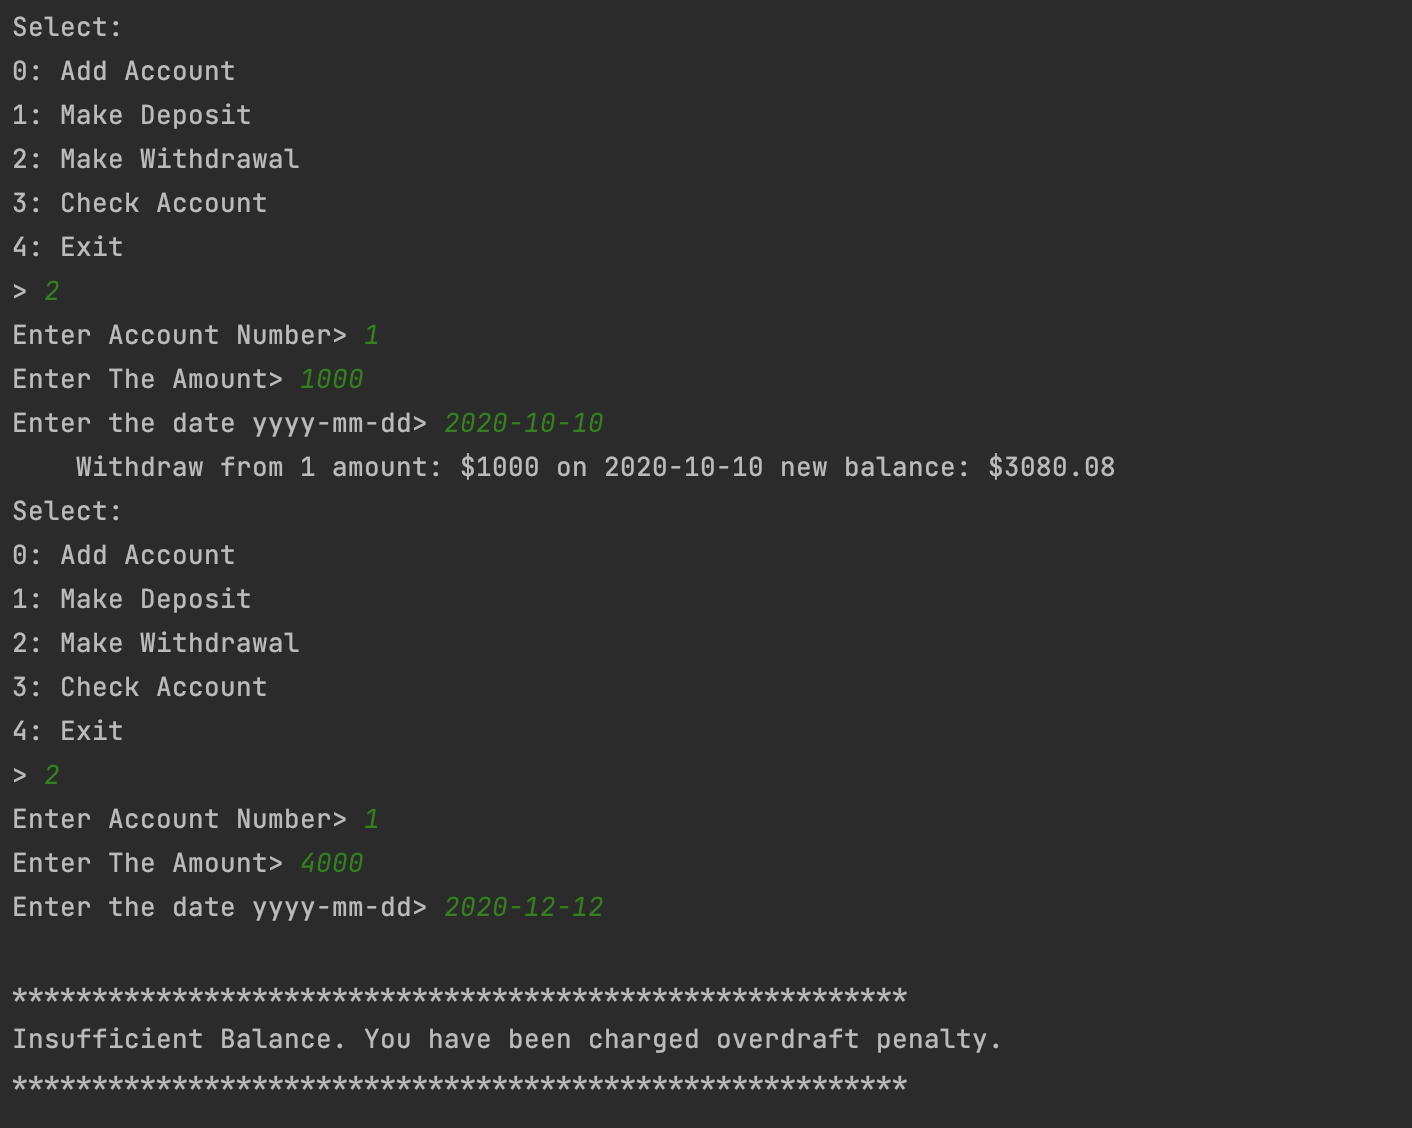 Select:
0: Add Account
1: Make Deposit
2: Make Withdrawal
3: Check Account
4: Exit
> 2
Enter Account Number> 1
Enter The Amount> 1000
Enter the date yyyy-mm-dd> 2020-10-10
    Withdraw from 1 amount: $1000 on 2020-10-10 new balance: $3080.08
Select:
0: Add Account
1: Make Deposit
2: Make Withdrawal
3: Check Account
4: Exit
> 2
Enter Account Number> 1
Enter The Amount> 4000
Enter the date yyyy-mm-dd> 2020-12-12

********************************************************
Insufficient Balance. You have been charged overdraft penalty.
********************************************************